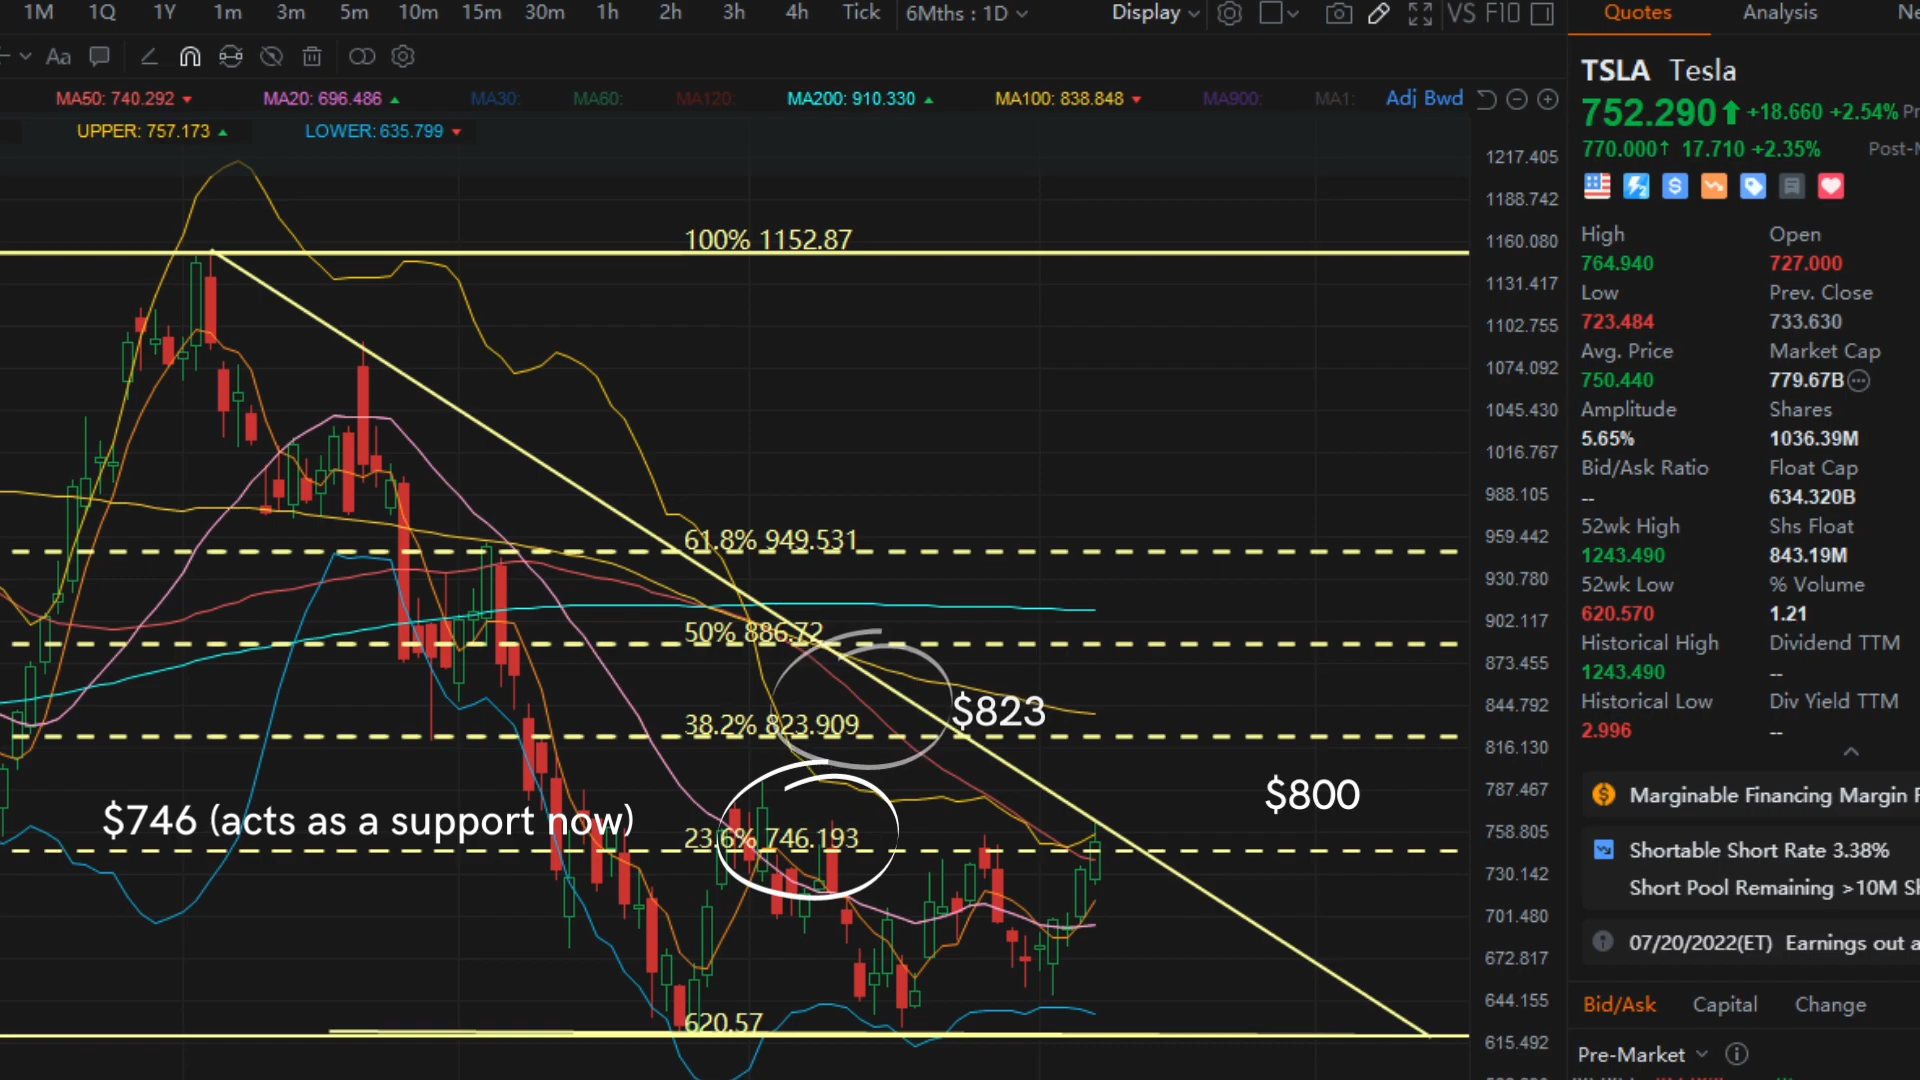 1M 1Q 1Y 1m 3m 5m 10m 15m 30m 1h 2h 3h 4h Tick 6Mths : 1D Display VS F10
Quotes Analysis
Aa
MA50: 740.292 MA20: 696.486 MA30: MA60: MA120: MA200: 910.330 MA100: 838.848 MA900: MA1: Adj Bwd
UPPER: 757.173 LOWER: 635.799
100% 1152.87
61.8% 949.531
50% 886.72
$823
38.2% 823.909
$800
$746 (acts as a support now)
23.6% 746.193
620.57
1217.405
1188.742
1160.080
1131.417
1102.755
1074.092
1045.430
1016.767
988.105
959.442
930.780
902.117
873.455
844.792
816.130
787.467
758.805
730.142
701.480
672.817
644.155
615.492
TSLA Tesla
752.290 +18.660 +2.54%
770.000 17.710 +2.35%
High Open
764.940 727.000
Low Prev. Close
723.484 733.630
Avg. Price Market Cap
750.440 779.67B
Amplitude Shares
5.65% 1036.39M
Bid/Ask Ratio Float Cap
-- 634.320B
52wk High Shs Float
1243.490 843.19M
52wk Low % Volume
620.570 1.21
Historical High Dividend TTM
1243.490 --
Historical Low Div Yield TTM
2.996 --
Marginable Financing Margin
Shortable Short Rate 3.38%
Short Pool Remaining >10M
07/20/2022(ET) Earnings out
Bid/Ask Capital Change
Pre-Market